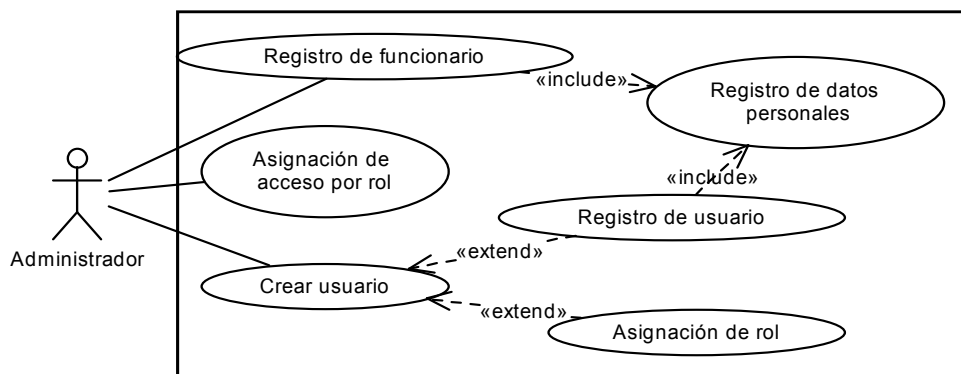 Registro de funcionario
«include»
Registro de datos
personales
Asignación de
acceso por rol
«include»
Registro de usuario
Administrador
«extend»
Crear usuario
«extend»
Asignación de rol